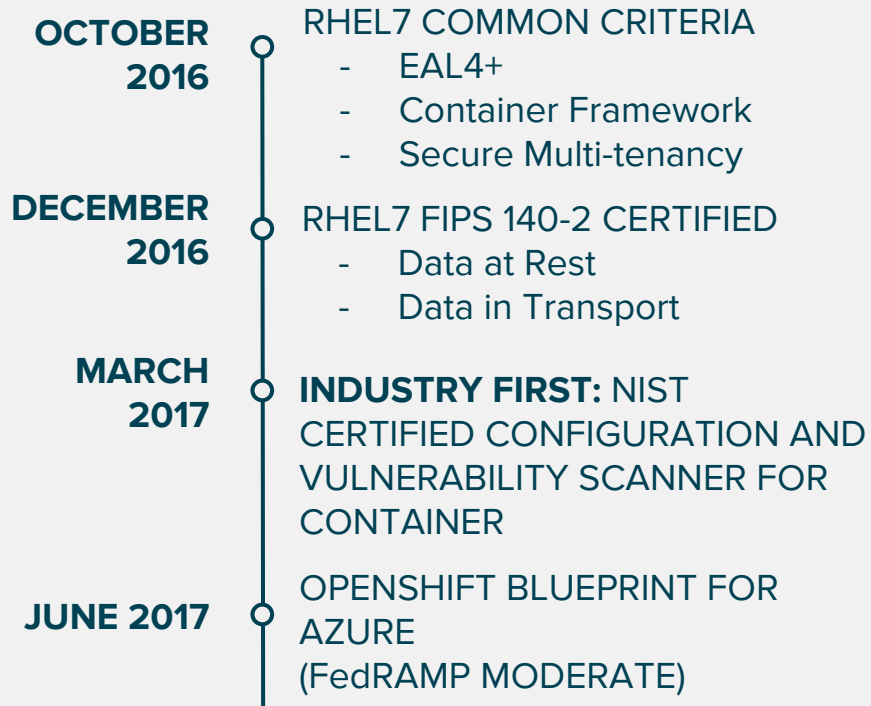 OCTOBER
2016
RHEL7 COMMON CRITERIA
- EAL4+
- Container Framework
- Secure Multi-tenancy
DECEMBER
2016
RHEL7 FIPS 140-2 CERTIFIED
- Data at Rest
- Data in Transport
MARCH
2017
INDUSTRY FIRST: NIST
CERTIFIED CONFIGURATION AND
VULNERABILITY SCANNER FOR
CONTAINER
JUNE 2017
OPENSHIFT BLUEPRINT FOR
AZURE
(FedRAMP MODERATE)